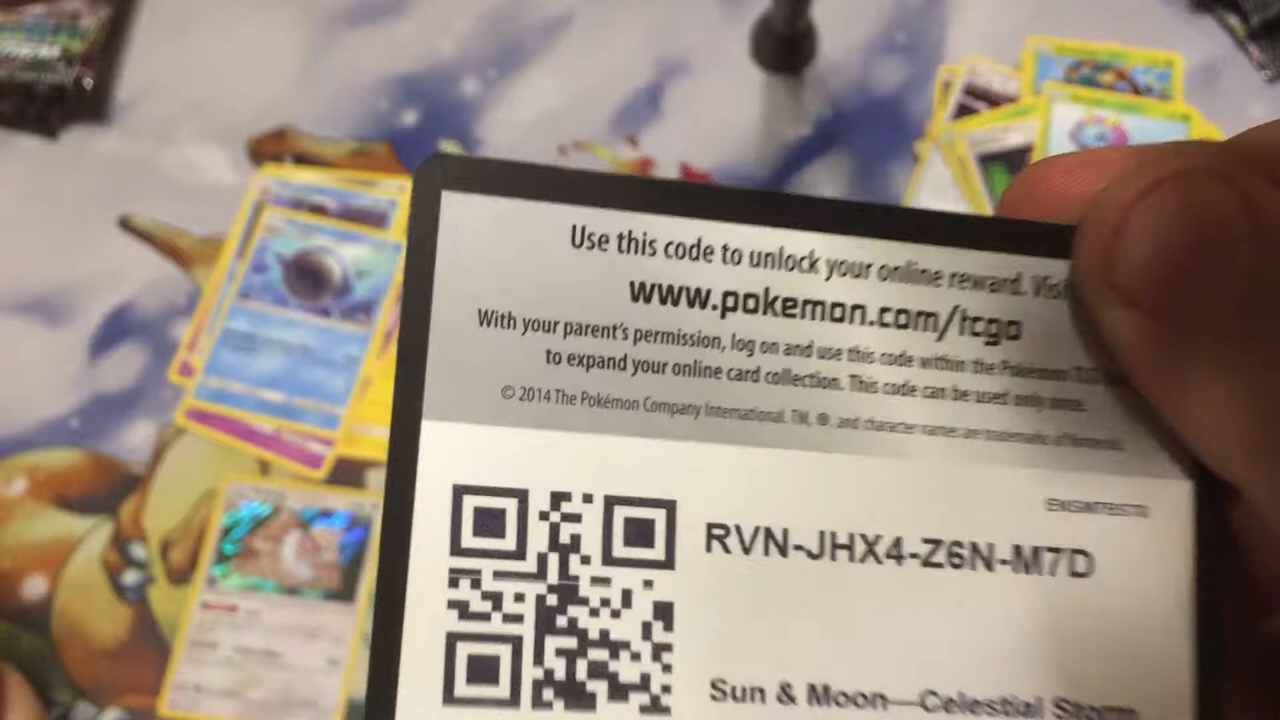 Use this code to unlock your online reward. Visit
www.pokemon.com/tcgo
With your parent's permission, log on and use this code within the Pokémon
to expand your online card collection. This code can be used only once.
© 2014 The Pokémon Company International. TM, ® and character names are trademarks of Nintendo.
RVN-JHX4-Z6N-M7D
Sun & Moon—Celestial Storm